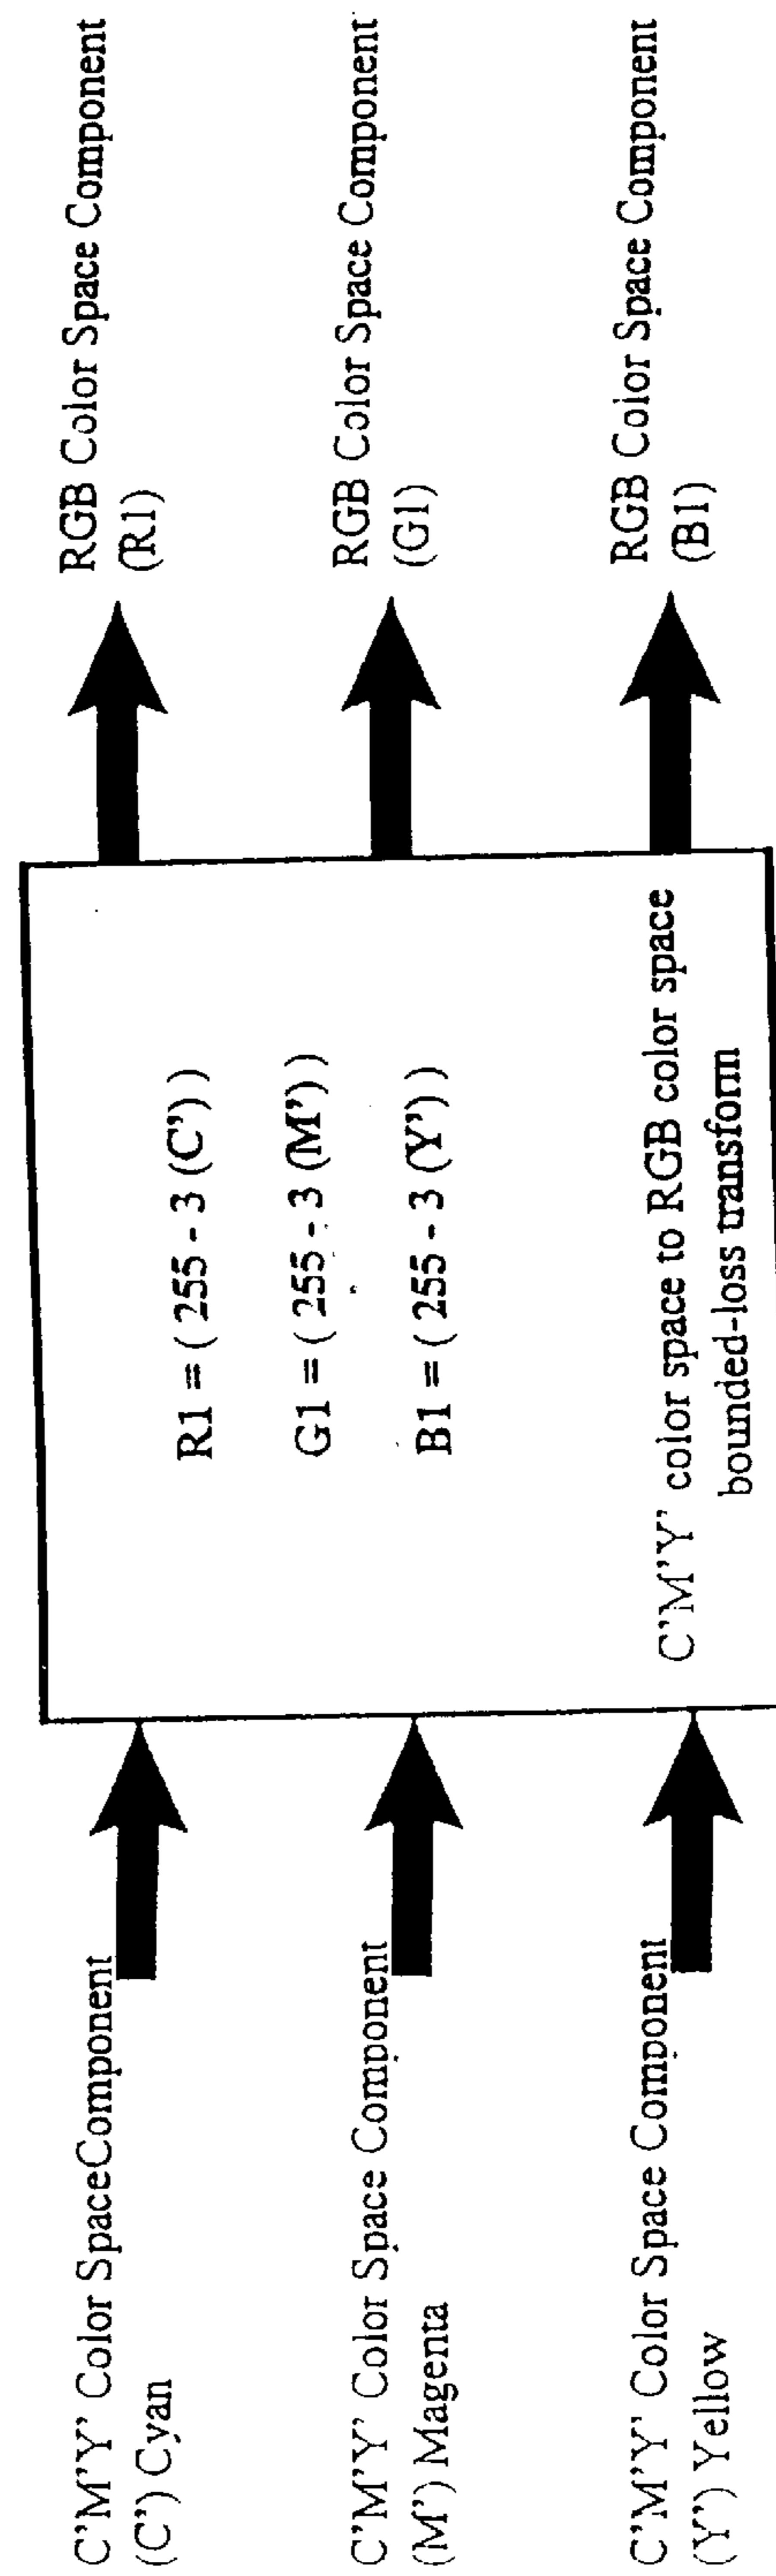 C'M'Y' Color SpaceComponent
(C') Cyan
C'M'Y' Color Space Component
(M') Magenta
C'M'Y' Color Space Component
(Y') Yellow
R1 = ( 255 - 3 (C') )
G1 = ( 255 - 3 (M') )
B1 = ( 255 - 3 (Y') )
C'M'Y' color space to RGB color space
bounded-loss transform
RGB Color Space Component
(R1)
RGB Color Space Component
(G1)
RGB Color Space Component
(B1)